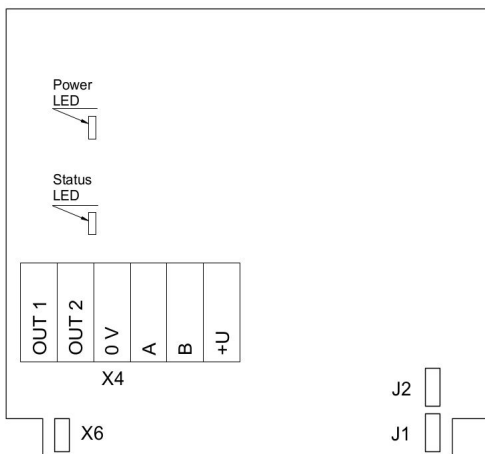 Power
LED
Status
LED
OUT 1
OUT 2
0 V
A
B
+U
X4
J2
X6
J1